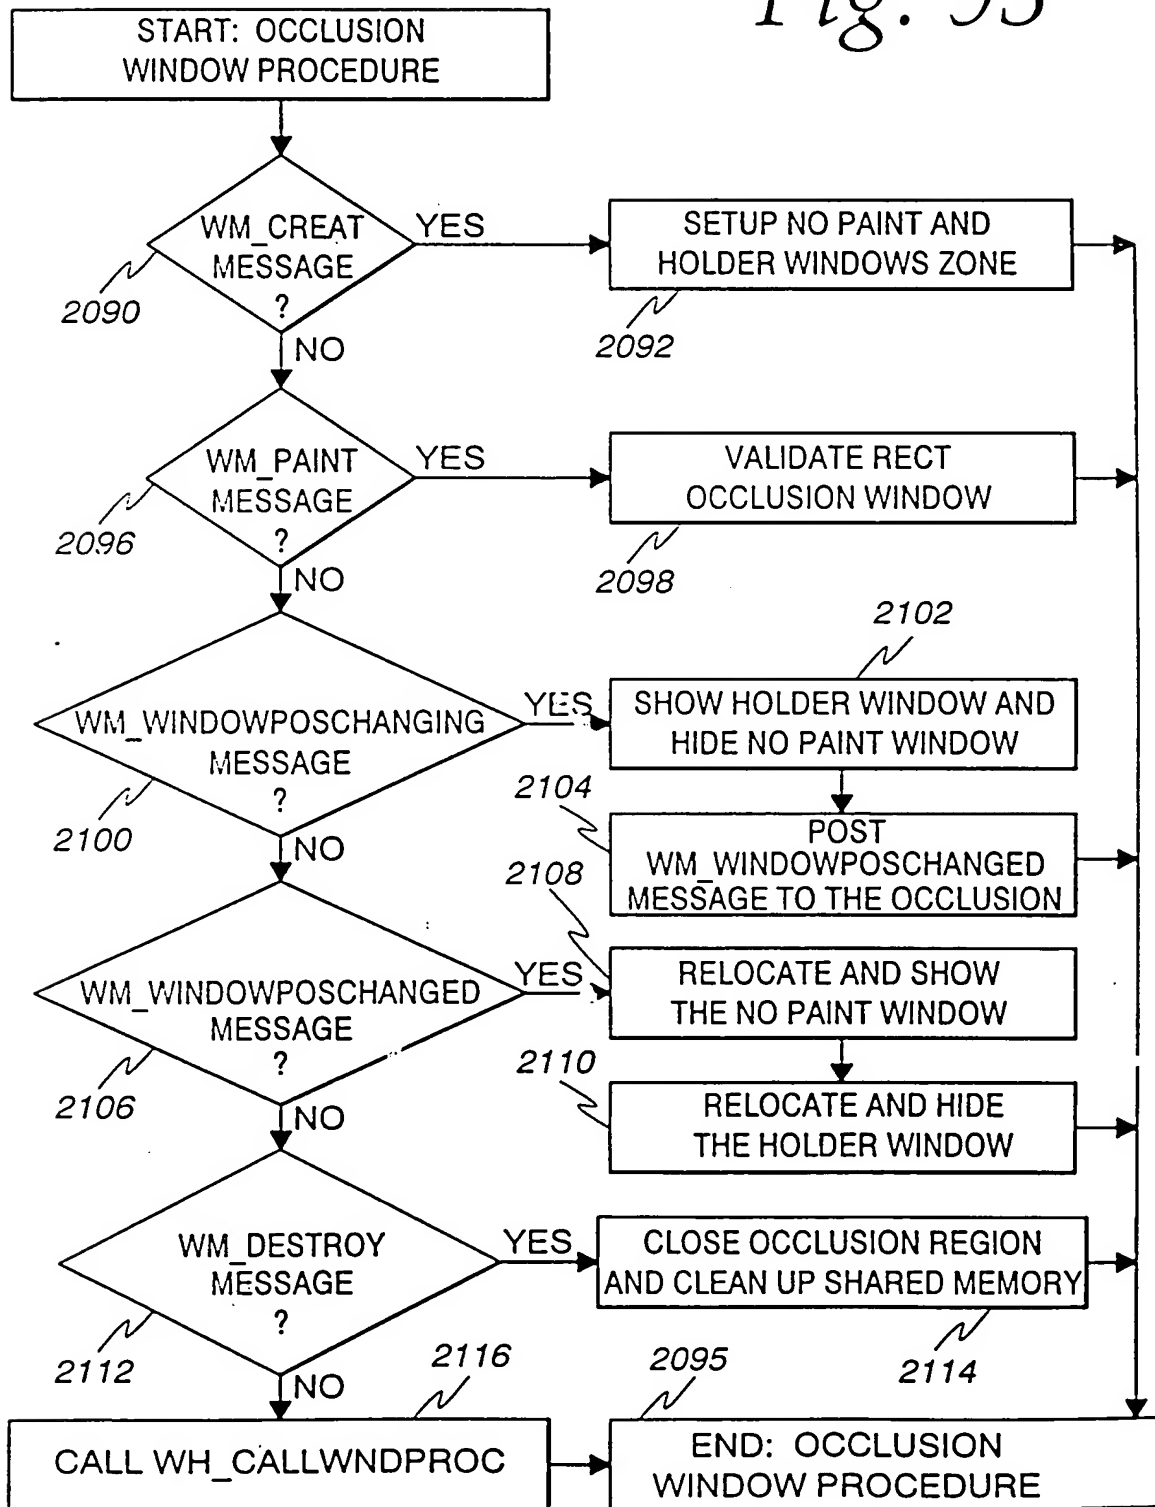 Fig. 93
START: OCCLUSION
WINDOW PROCEDURE
WM_CREAT
MESSAGE
?
YES
2090
NO
SETUP NO PAINT AND
HOLDER WINDOWS ZONE
2092
WM_PAINT
MESSAGE
?
YES
2096
NO
VALIDATE RECT
OCCLUSION WINDOW
2098
WM_WINDOWPOSCHANGING
MESSAGE
?
YES
2100
NO
2102
SHOW HOLDER WINDOW AND
HIDE NO PAINT WINDOW
2104
POST
WM_WINDOWPOSCHANGED
MESSAGE TO THE OCCLUSION
WM_WINDOWPOSCHANGED
MESSAGE
?
YES
2106
NO
2108
RELOCATE AND SHOW
THE NO PAINT WINDOW
2110
RELOCATE AND HIDE
THE HOLDER WINDOW
WM_DESTROY
MESSAGE
?
YES
2112
NO
CLOSE OCCLUSION REGION
AND CLEAN UP SHARED MEMORY
2114
2116
CALL WH_CALLWNDPROC
2095
END: OCCLUSION
WINDOW PROCEDURE